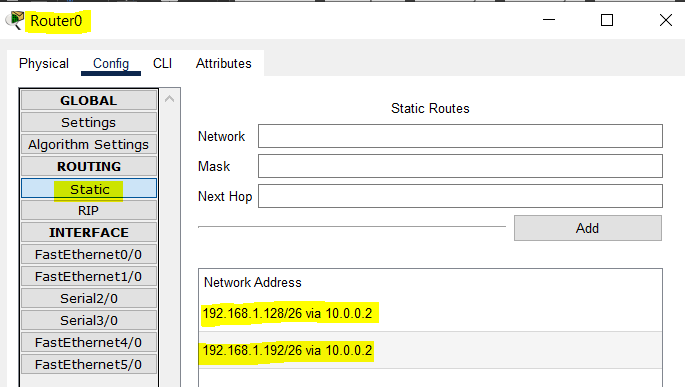 Router0
Physical Config CLI Attributes
GLOBAL
Settings
Algorithm Settings
ROUTING
Static
RIP
INTERFACE
FastEthernet0/0
FastEthernet1/0
Serial2/0
Serial3/0
FastEthernet4/0
FastEthernet5/0
Static Routes
Network
Mask
Next Hop
Add
Network Address
192.168.1.128/26 via 10.0.0.2
192.168.1.192/26 via 10.0.0.2